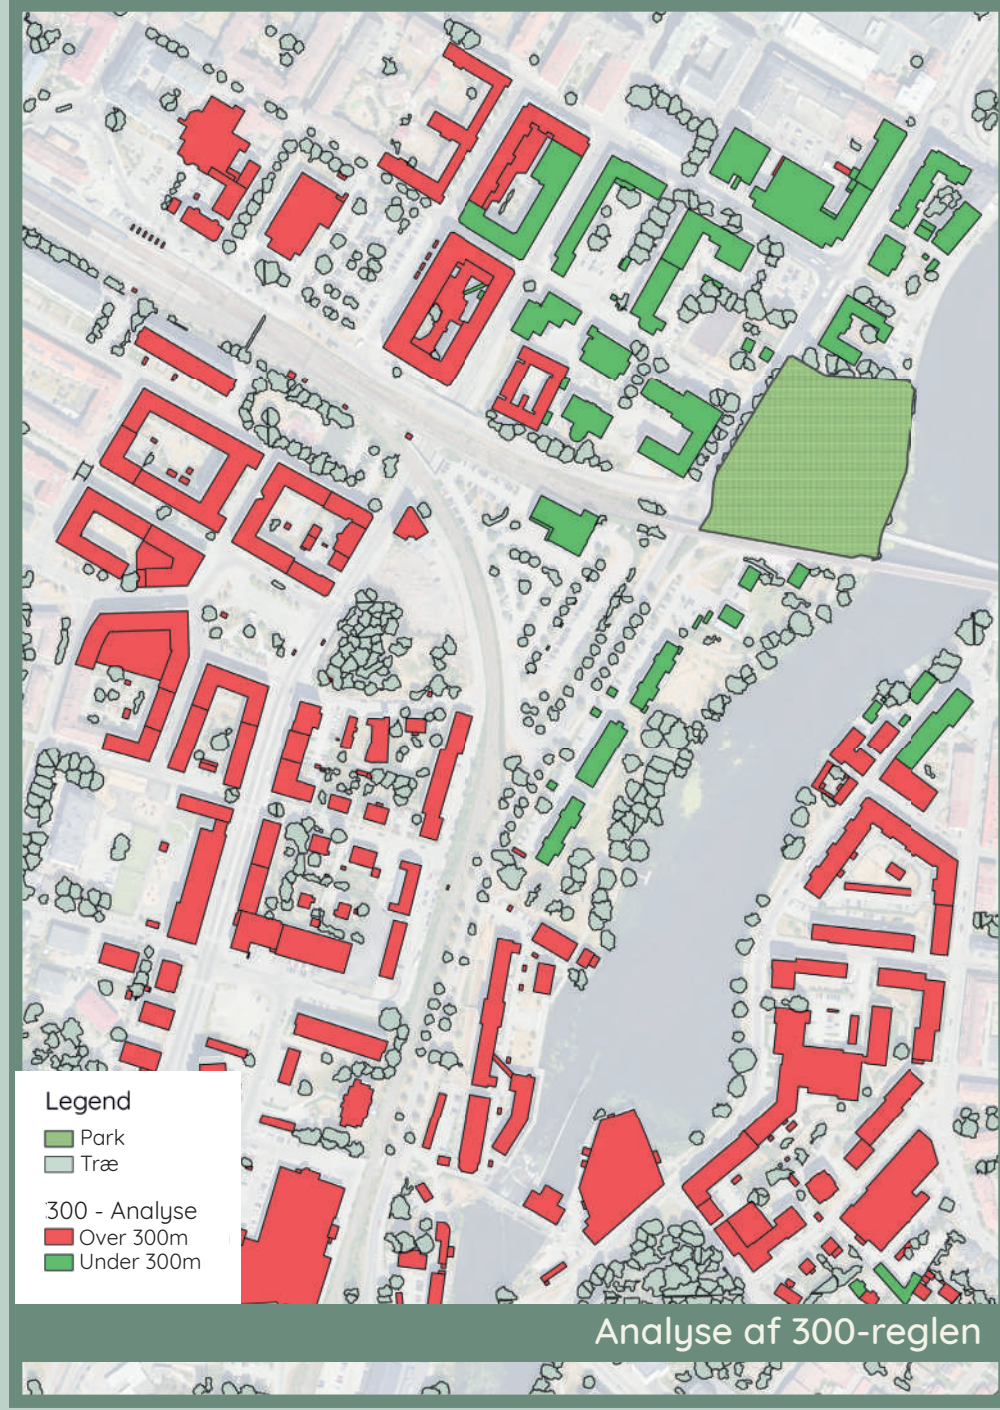 Legend
Park
Træ
300 - Analyse
Over 300m
Under 300m
Analyse af 300-reglen